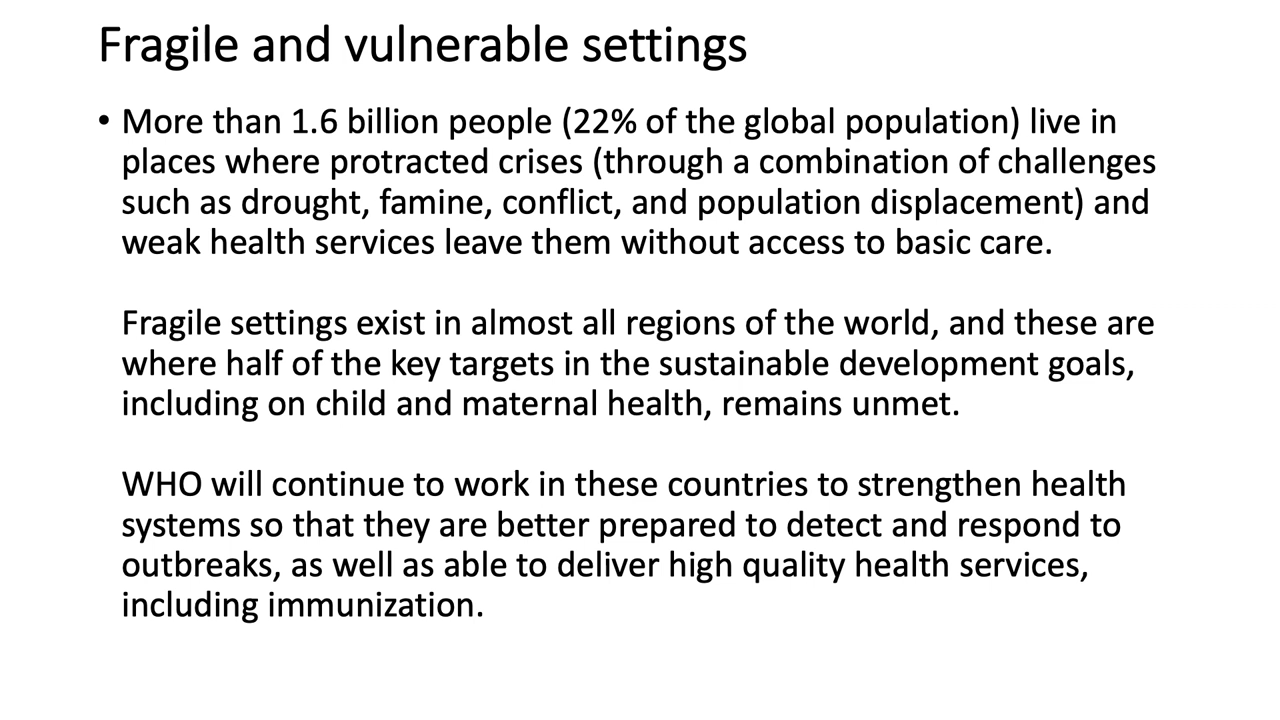 Fragile and vulnerable settings
• More than 1.6 billion people (22% of the global population) live in
places where protracted crises (through a combination of challenges
such as drought, famine, conflict, and population displacement) and
weak health services leave them without access to basic care.
Fragile settings exist in almost all regions of the world, and these are
where half of the key targets in the sustainable development goals,
including on child and maternal health, remains unmet.
WHO will continue to work in these countries to strengthen health
systems so that they are better prepared to detect and respond to
outbreaks, as well as able to deliver high quality health services,
including immunization.